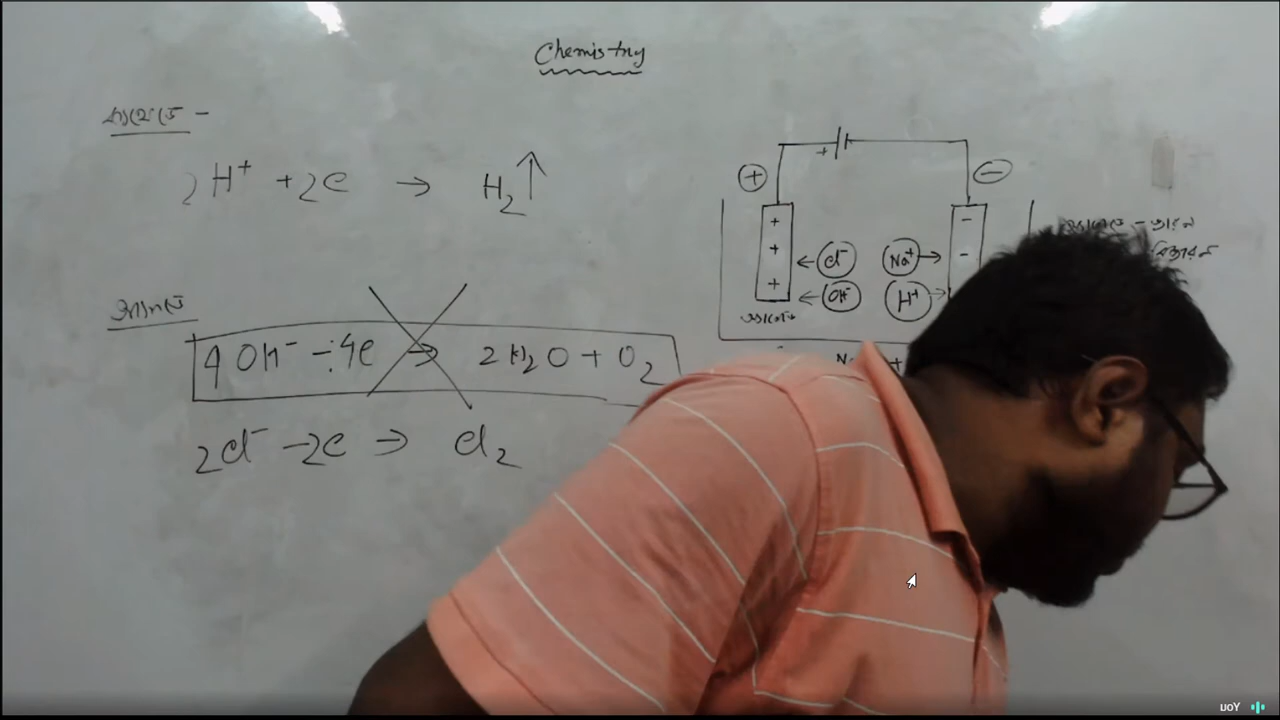 Chemistry
ক্যাথোডে -
2H⁺ + 2e → H₂↑
অ্যানোডে
4OH⁻ - 4e → 2H₂O + O₂
2Cl⁻ - 2e → Cl₂
+
+ −
+ −
+ Cl⁻ Na⁺ −
+ OH⁻ H⁺
অ্যানোড
N